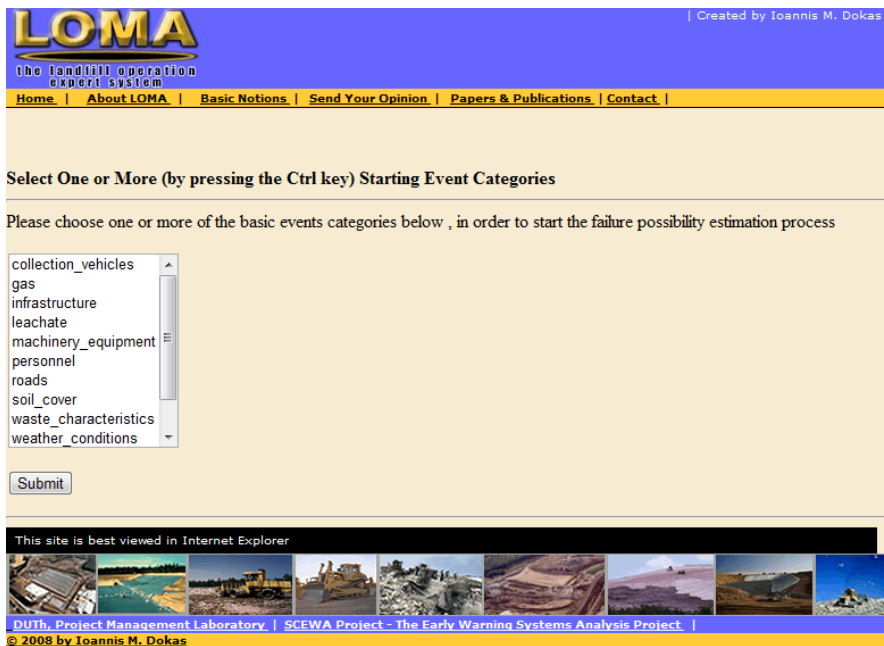 LOMA
| Created by Ioannis M. Dokas
the landfill operation
expert system
Home | About LOMA | Basic Notions | Send Your Opinion | Papers & Publications | Contact |
Select One or More (by pressing the Ctrl key) Starting Event Categories
Please choose one or more of the basic events categories below , in order to start the failure possibility estimation process
collection_vehicles
gas
infrastructure
leachate
machinery_equipment
personnel
roads
soil_cover
waste_characteristics
weather_conditions
Submit
This site is best viewed in Internet Explorer
DUTh, Project Management Laboratory | SCEWA Project - The Early Warning Systems Analysis Project |
© 2008 by Ioannis M. Dokas